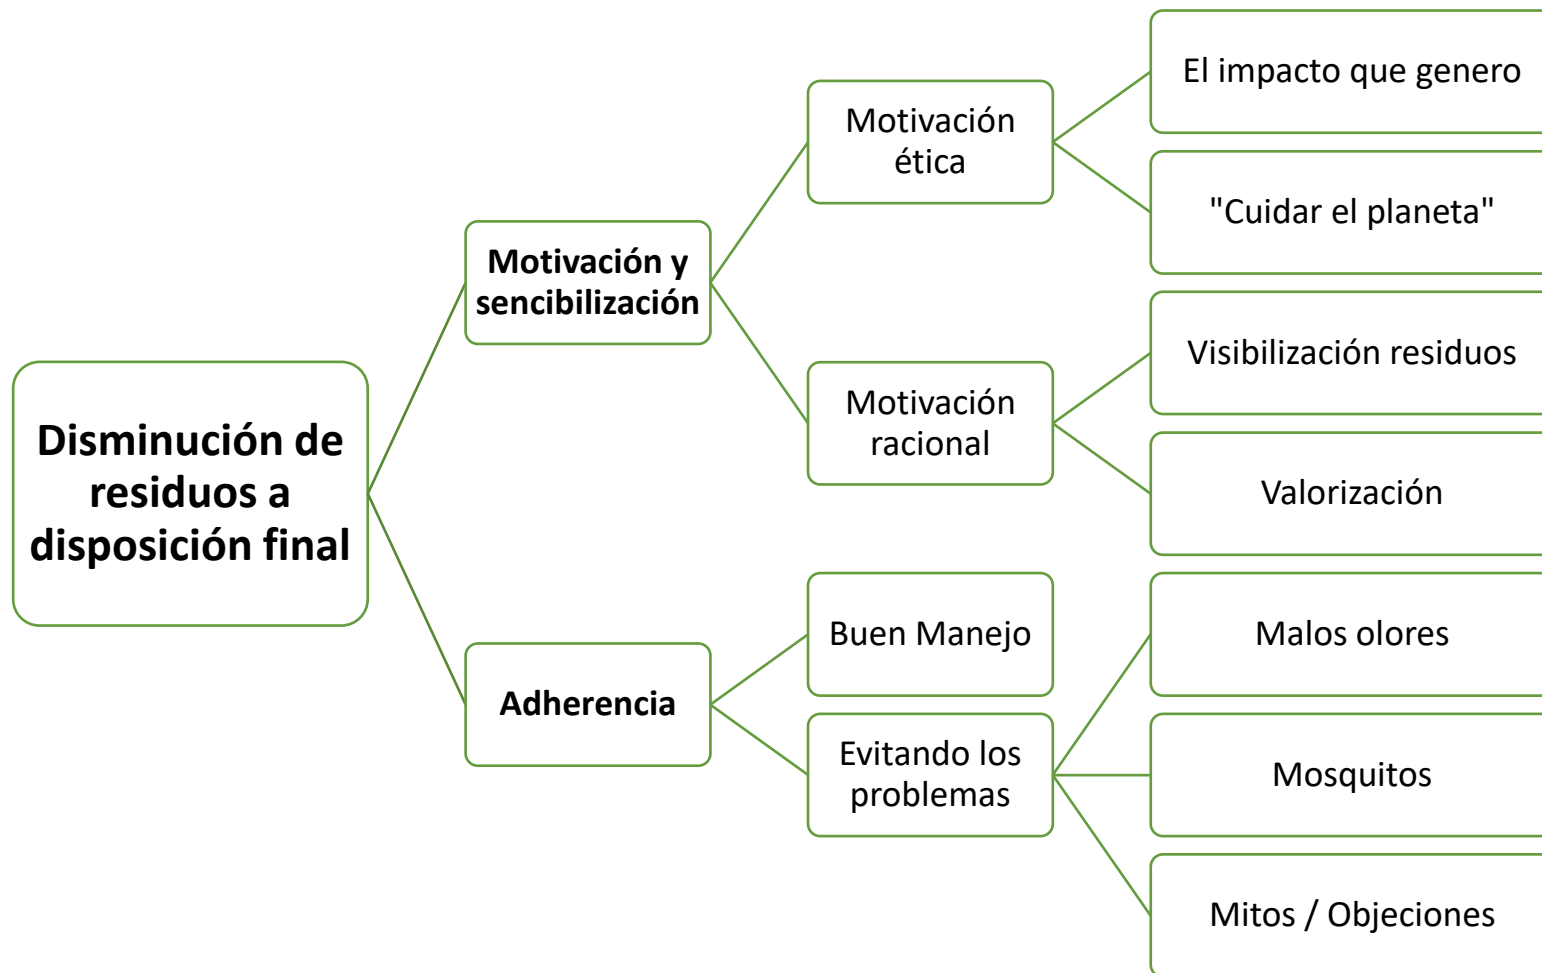 Disminución de
residuos a
disposición final
Motivación y
sencibilización
Motivación
ética
El impacto que genero
"Cuidar el planeta"
Motivación
racional
Visibilización residuos
Valorización
Adherencia
Buen Manejo
Evitando los
problemas
Malos olores
Mosquitos
Mitos / Objeciones